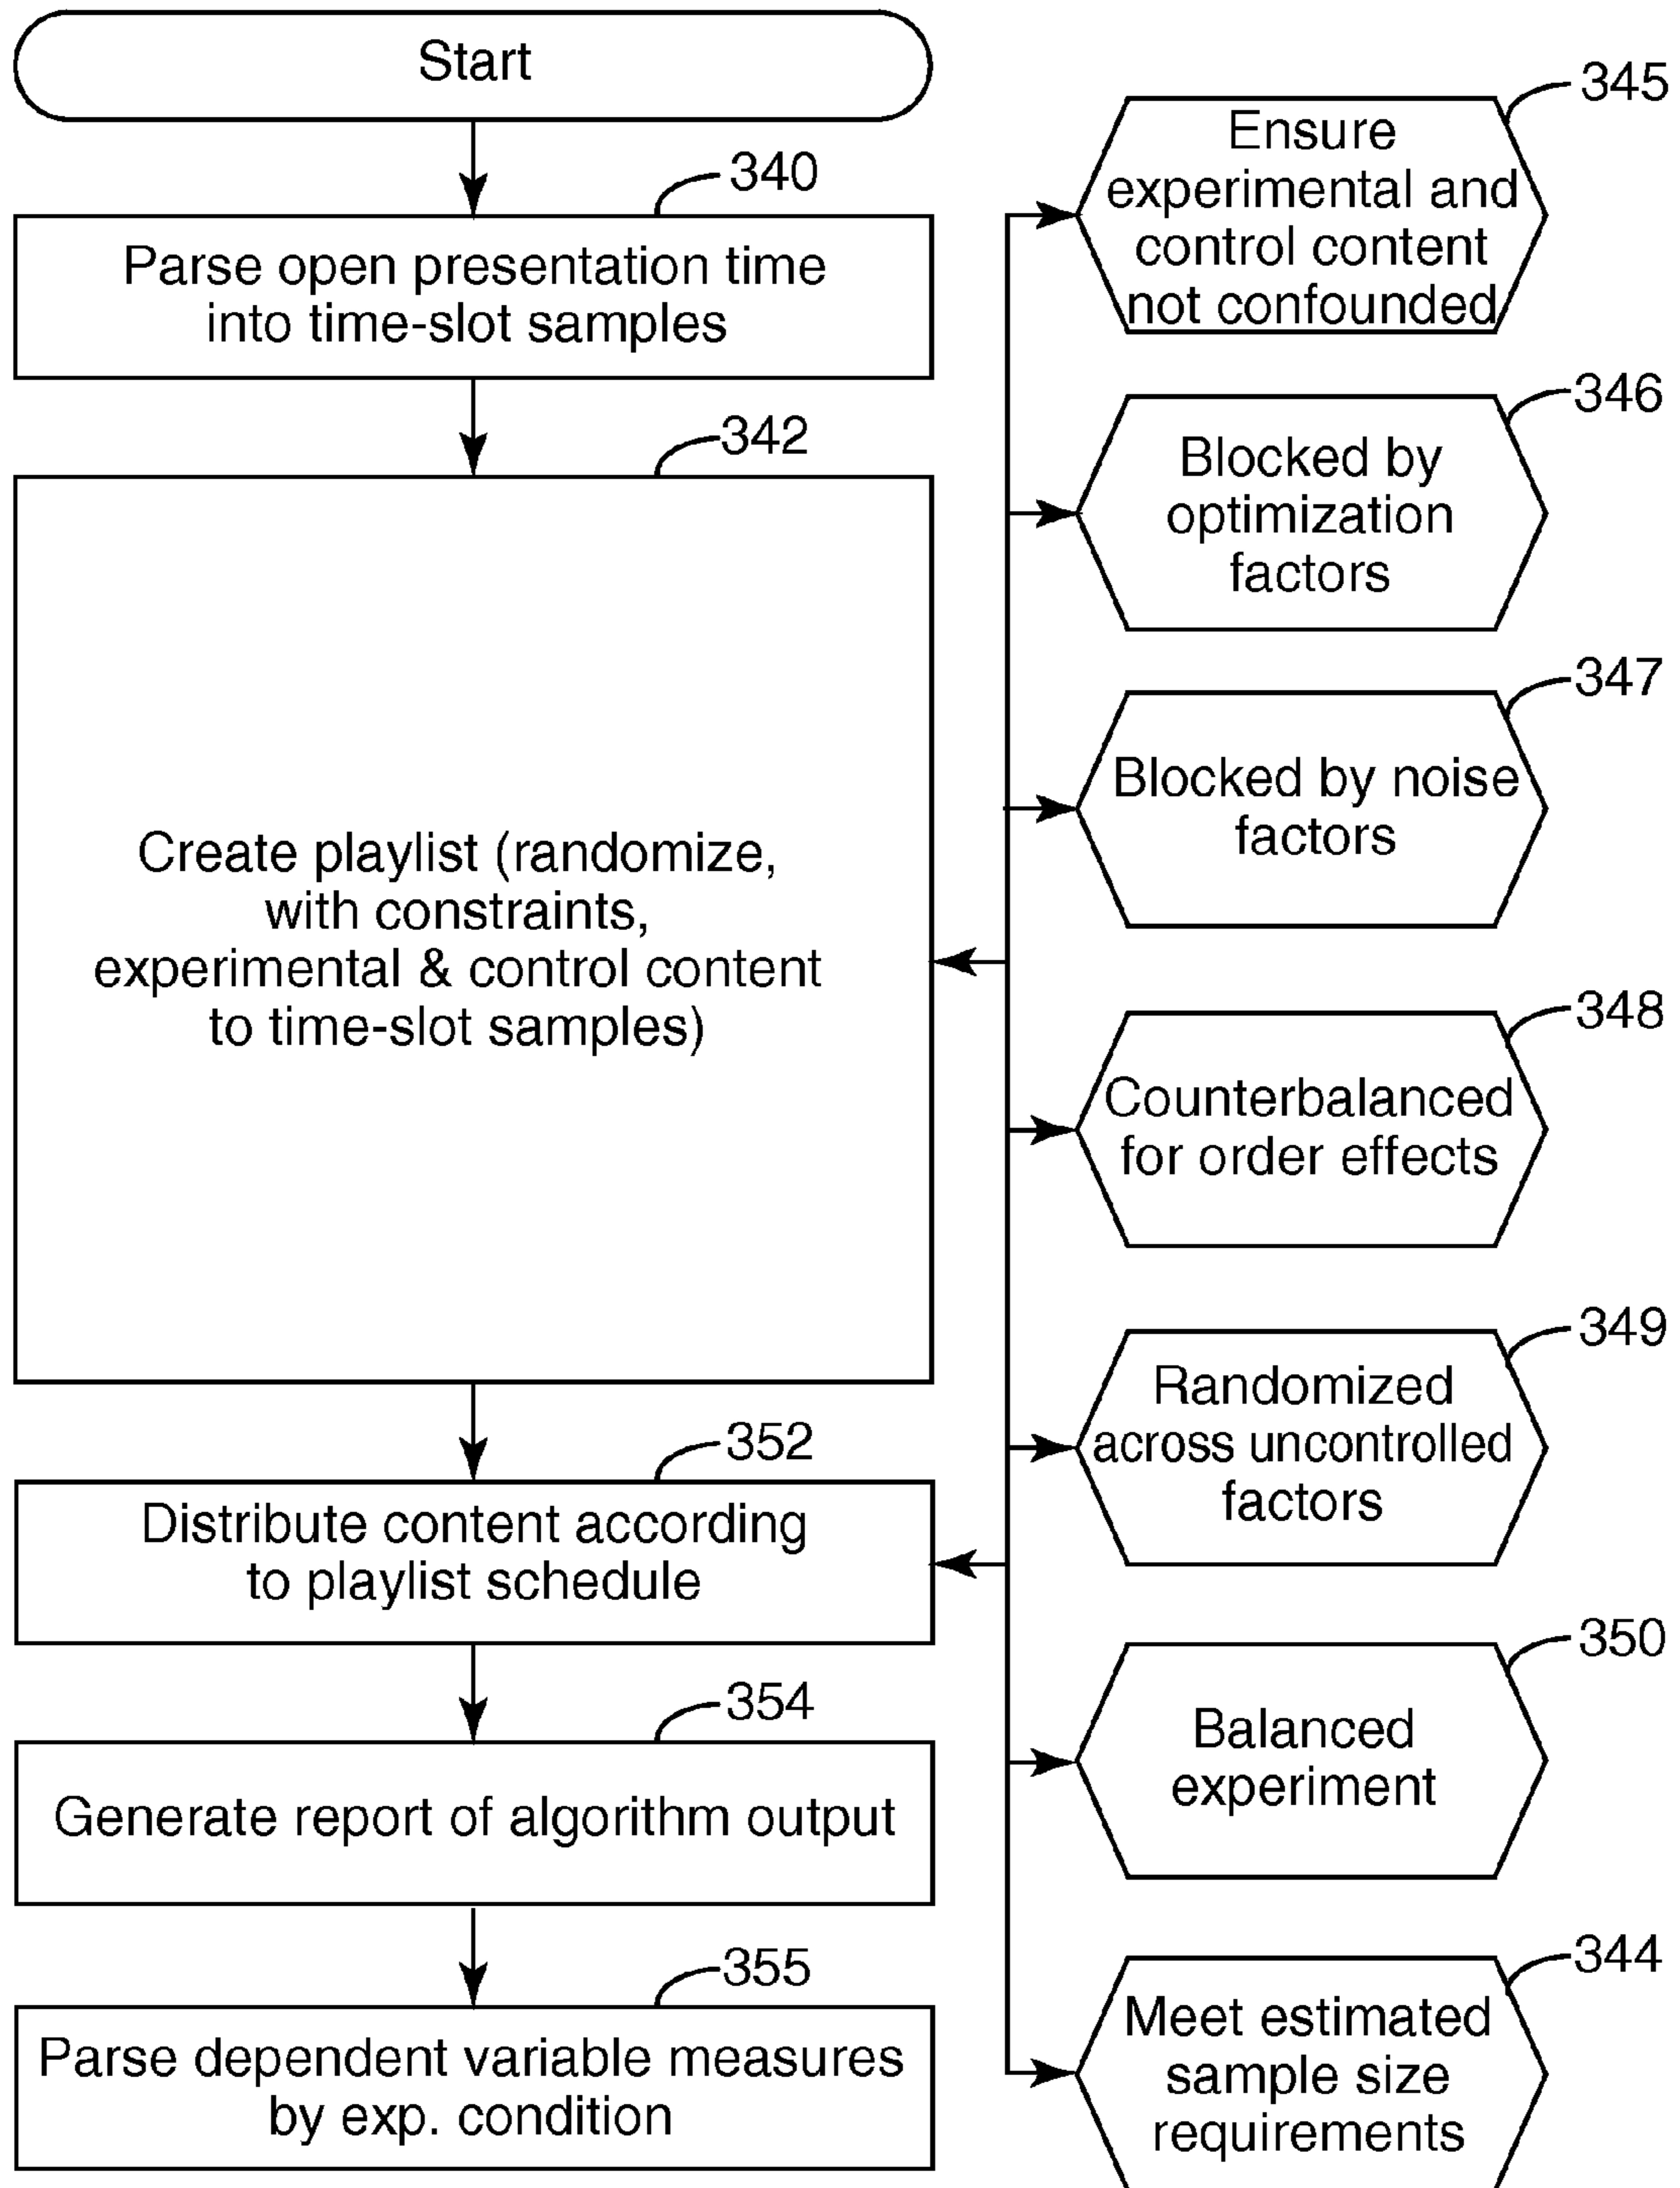 Start
340
Parse open presentation time
into time-slot samples
342
Create playlist (randomize,
with constraints,
experimental & control content
to time-slot samples)
352
Distribute content according
to playlist schedule
354
Generate report of algorithm output
355
Parse dependent variable measures
by exp. condition
345
Ensure
experimental and
control content
not confounded
346
Blocked by
optimization
factors
347
Blocked by noise
factors
348
Counterbalanced
for order effects
349
Randomized
across uncontrolled
factors
350
Balanced
experiment
344
Meet estimated
sample size
requirements